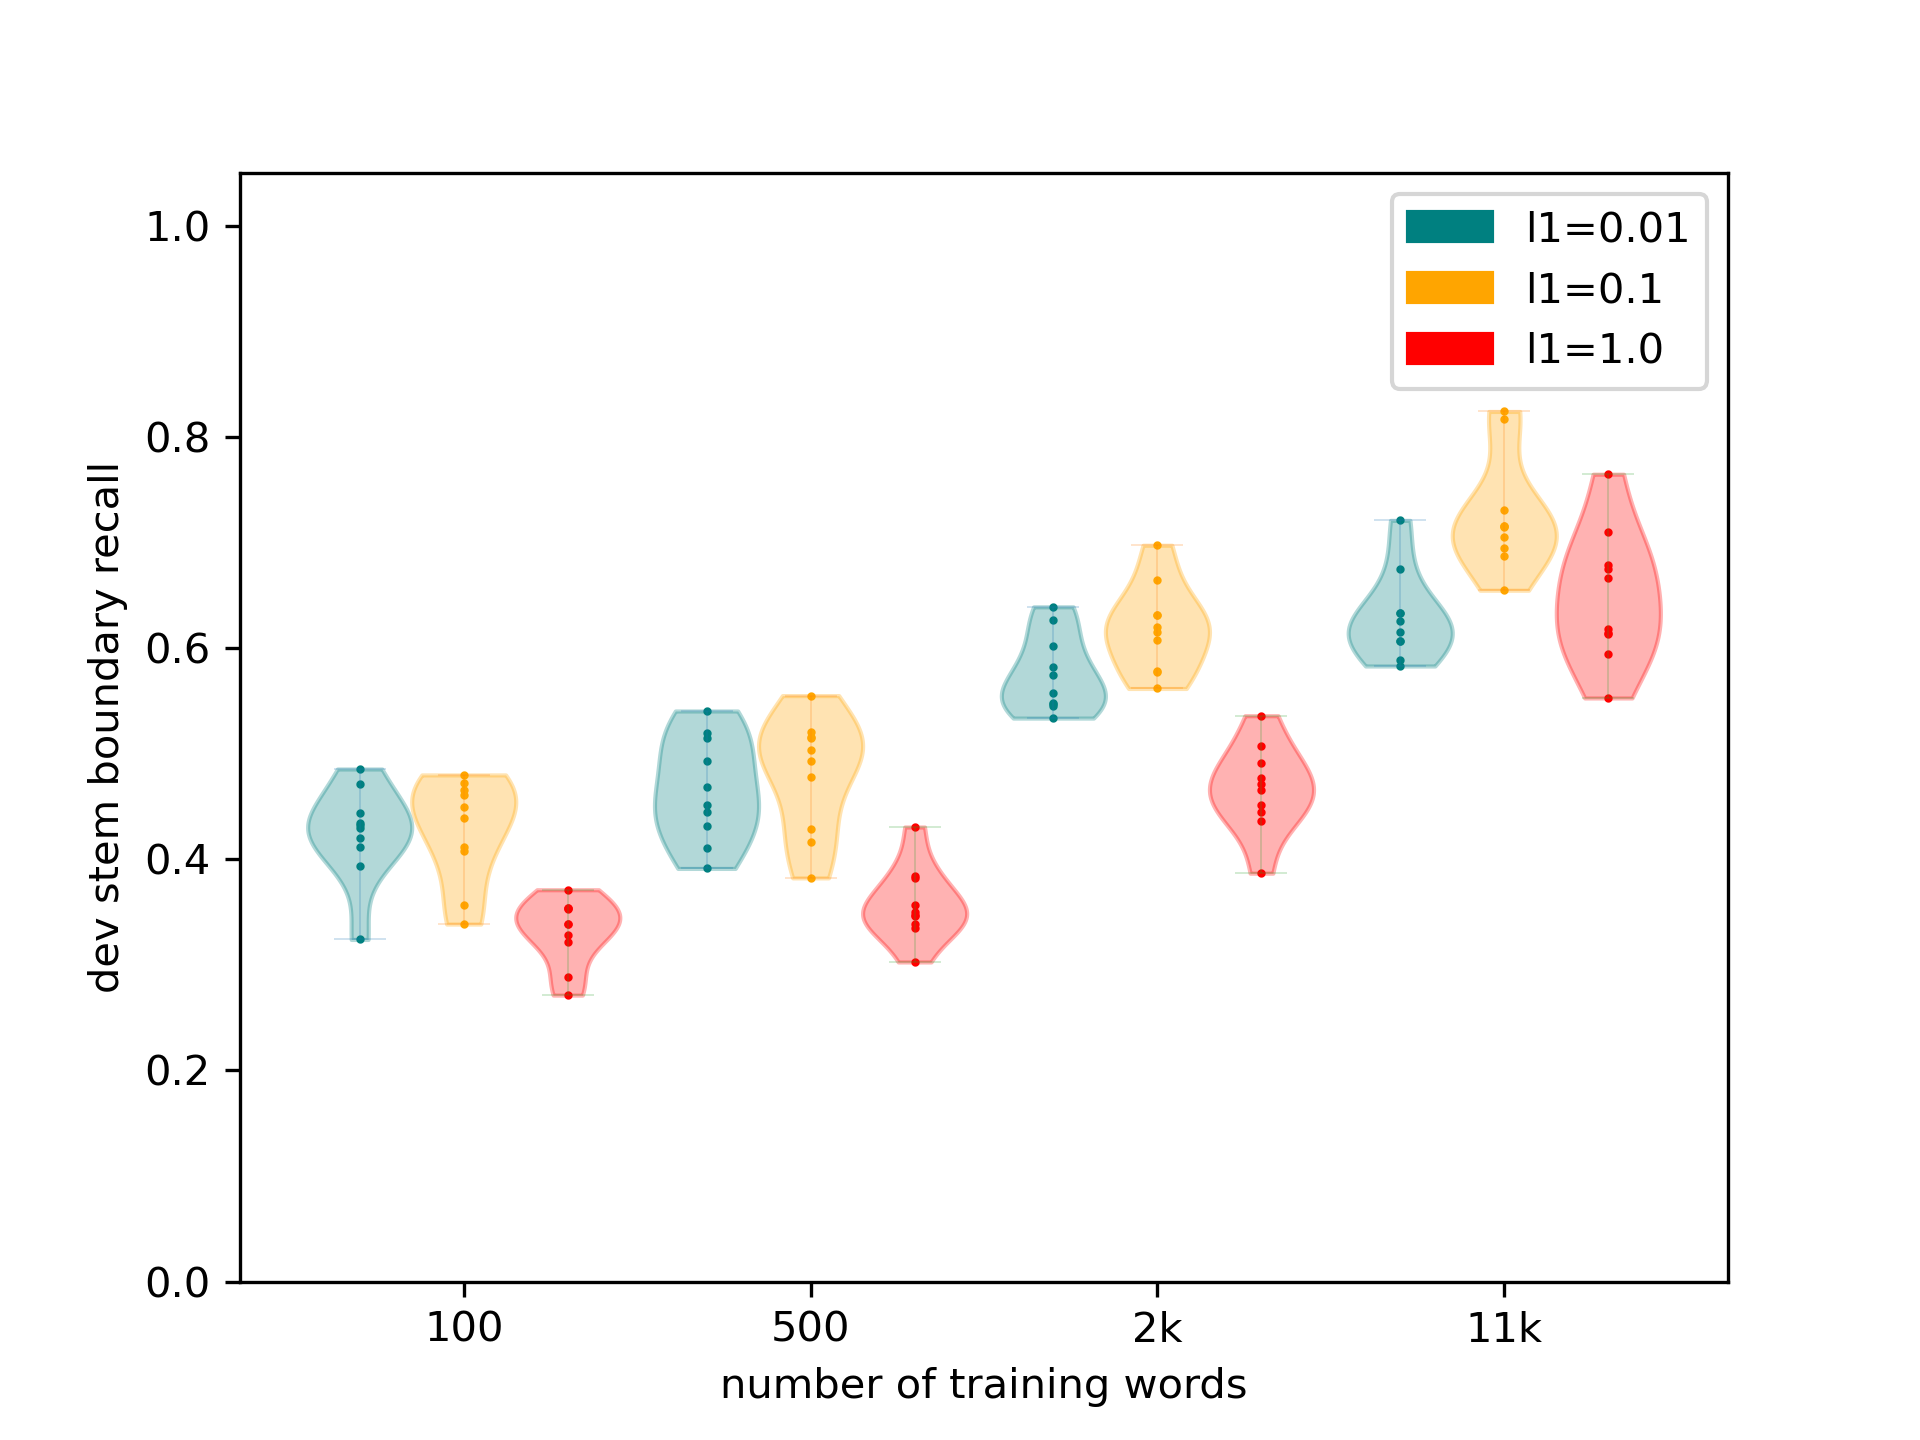 l1=0.01
l1=0.1
l1=1.0
1.0
0.8
0.6
0.4
0.2
0.0
dev stem boundary recall
100 500 2k 11k
number of training words